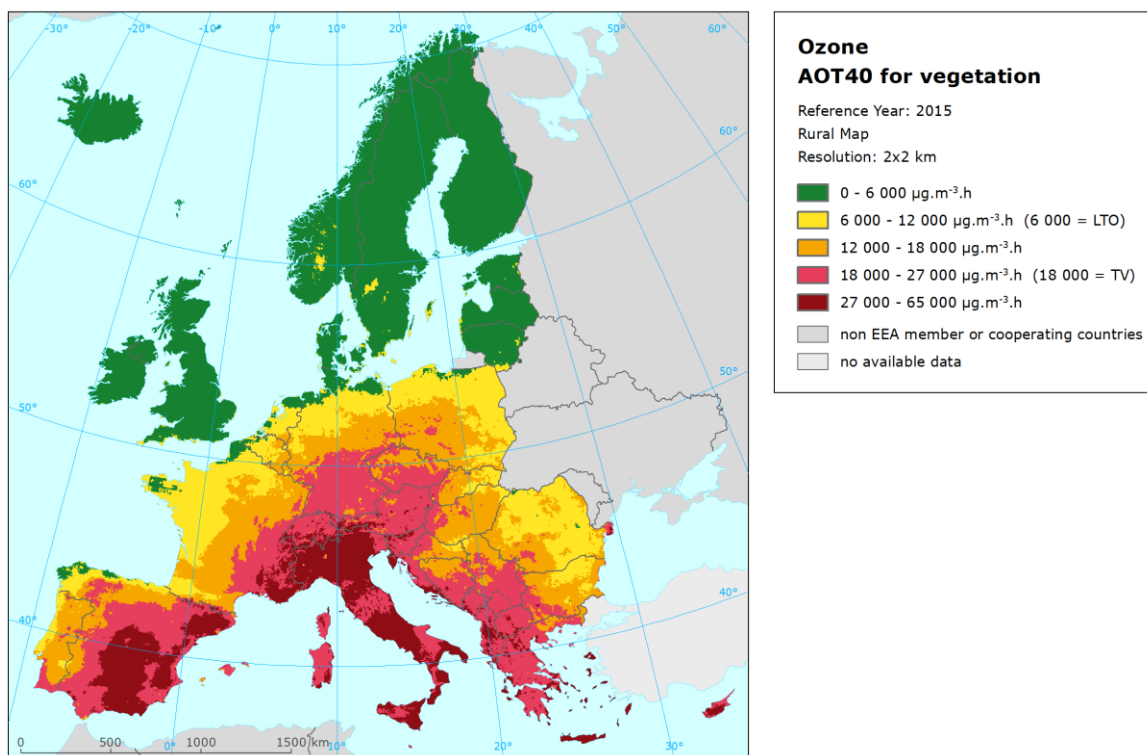 -30°
-20°
-10°
0°
10°
20°
30°
40°
50°
60°
60°
60°
50°
50°
40°
40°
0
500
1000
1500 km
0°
10°
20°
30°
Ozone
AOT40 for vegetation
Reference Year: 2015
Rural Map
Resolution: 2x2 km
0 - 6 000 µg.m⁻³.h
6 000 - 12 000 µg.m⁻³.h (6 000 = LTO)
12 000 - 18 000 µg.m⁻³.h
18 000 - 27 000 µg.m⁻³.h (18 000 = TV)
27 000 - 65 000 µg.m⁻³.h
non EEA member or cooperating countries
no available data